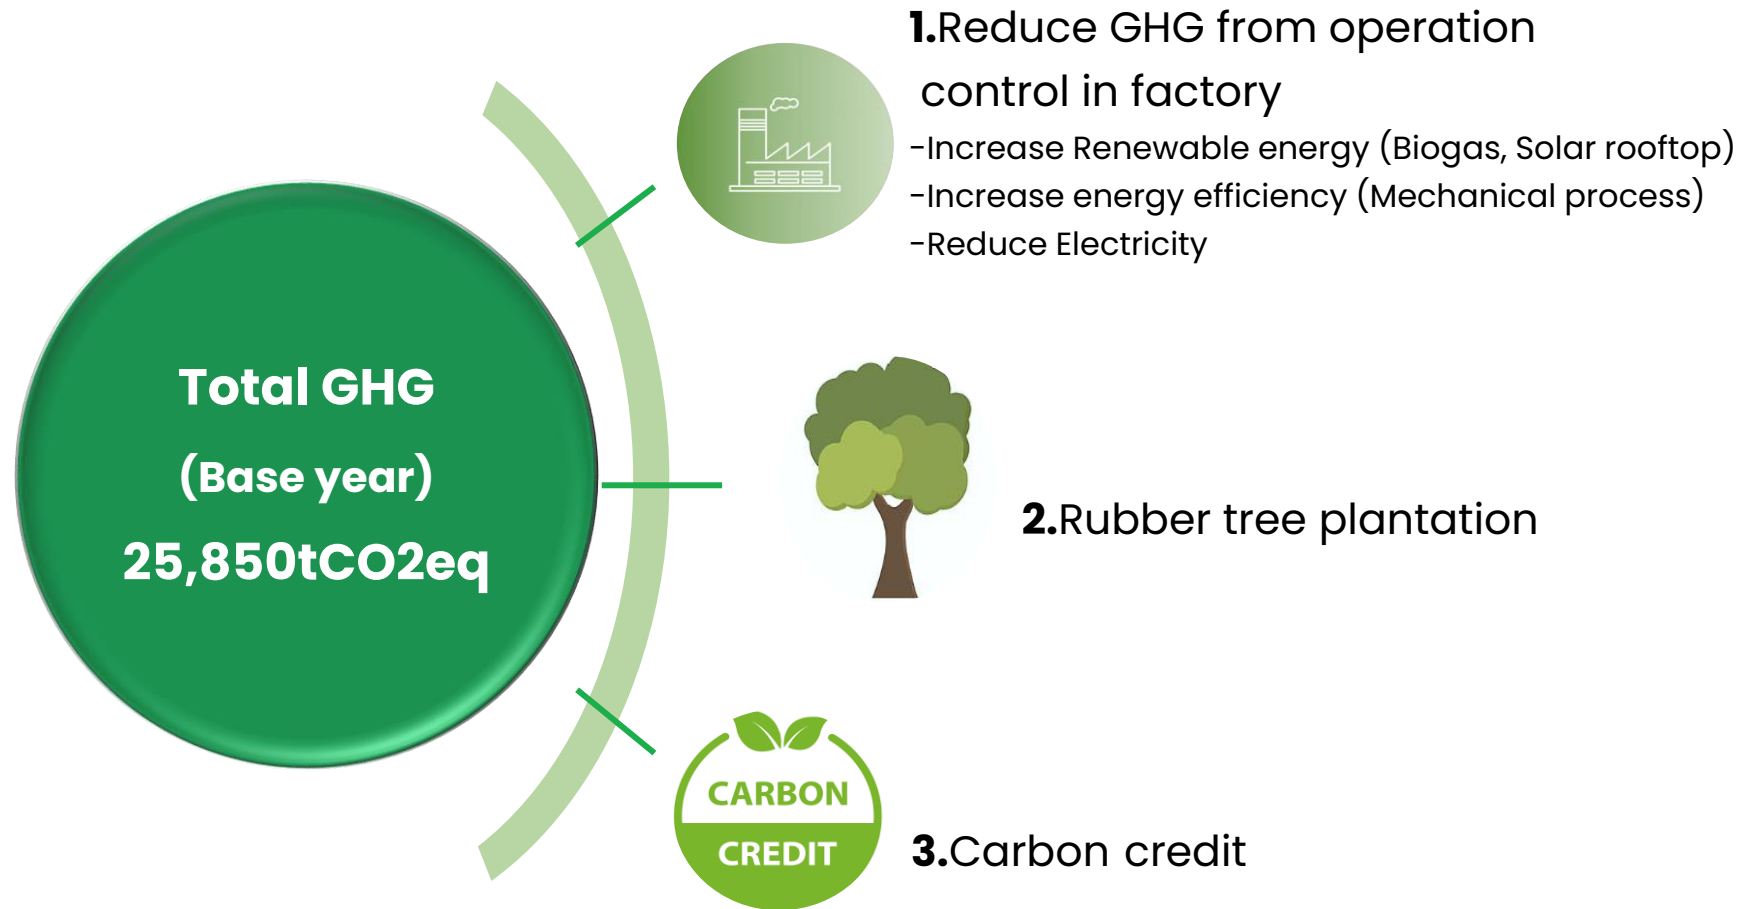 Total GHG
(Base year)
25,850tCO2eq
1.Reduce GHG from operation
control in factory
-Increase Renewable energy (Biogas, Solar rooftop)
-Increase energy efficiency (Mechanical process)
-Reduce Electricity
2.Rubber tree plantation
CARBON
CREDIT
3.Carbon credit